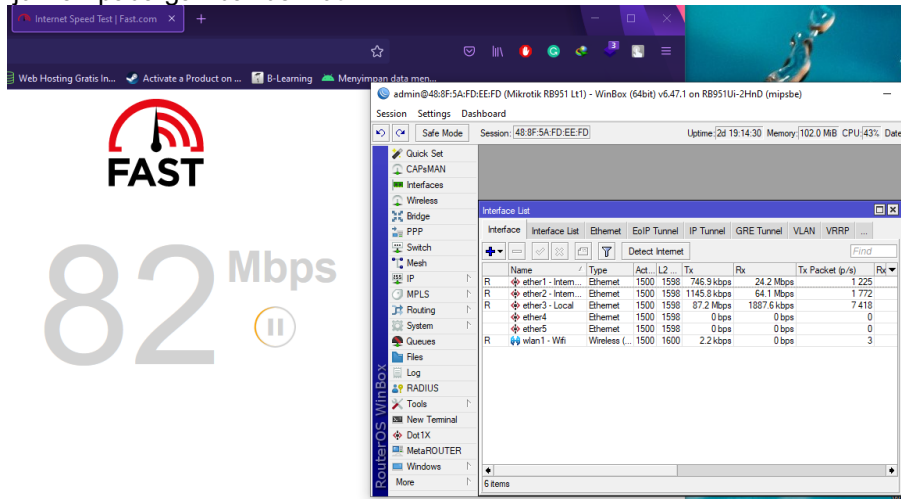 Internet Speed Test | Fast.com
Web Hosting Gratis In... Activate a Product on ... B-Learning Menyimpan data men...
3
FAST
82 Mbps
admin@48:8F:5A:FD:EE:FD (Mikrotik RB951 Lt1) - WinBox (64bit) v6.47.1 on RB951Ui-2HnD (mipsbe)
Session Settings Dashboard
Safe Mode Session: 48:8F:5A:FD:EE:FD Uptime: 2d 19:14:30 Memory: 102.0 MiB CPU: 43% Date
Quick Set
CAPsMAN
Interfaces
Wireless
Bridge
PPP
Switch
Mesh
IP
MPLS
Routing
System
Queues
Files
Log
RADIUS
Tools
New Terminal
Dot1X
MetaROUTER
Windows
More
RouterOS WinBox
Interface List
Interface Interface List Ethernet EoIP Tunnel IP Tunnel GRE Tunnel VLAN VRRP ...
Detect Internet Find
Name Type Act... L2 ... Tx Rx Tx Packet (p/s) Rx
R ether1 - Intern... Ethernet 1500 1598 746.9 kbps 24.2 Mbps 1 225
R ether2 - Intern... Ethernet 1500 1598 1145.8 kbps 64.1 Mbps 1 772
R ether3 - Local Ethernet 1500 1598 87.2 Mbps 1887.6 kbps 7 418
ether4 Ethernet 1500 1598 0 bps 0 bps 0
ether5 Ethernet 1500 1598 0 bps 0 bps 0
R wlan1 - Wifi Wireless (... 1500 1600 2.2 kbps 0 bps 3
6 items